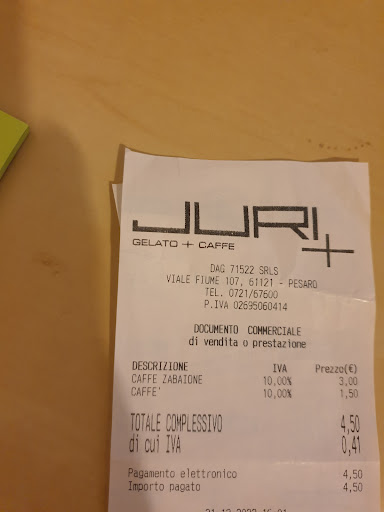 JURI+
GELATO + CAFFE
DAG 71522 SRLS
VIALE FIUME 107, 61121 - PESARO
TEL. 0721/67600
P.IVA 02695060414
DOCUMENTO COMMERCIALE
di vendita o prestazione
DESCRIZIONE IVA Prezzo(€)
CAFFE ZABAIONE 10,00% 3,00
CAFFE' 10,00% 1,50
TOTALE COMPLESSIVO 4,50
di cui IVA 0,41
Pagamento elettronico 4,50
Importo pagato 4,50